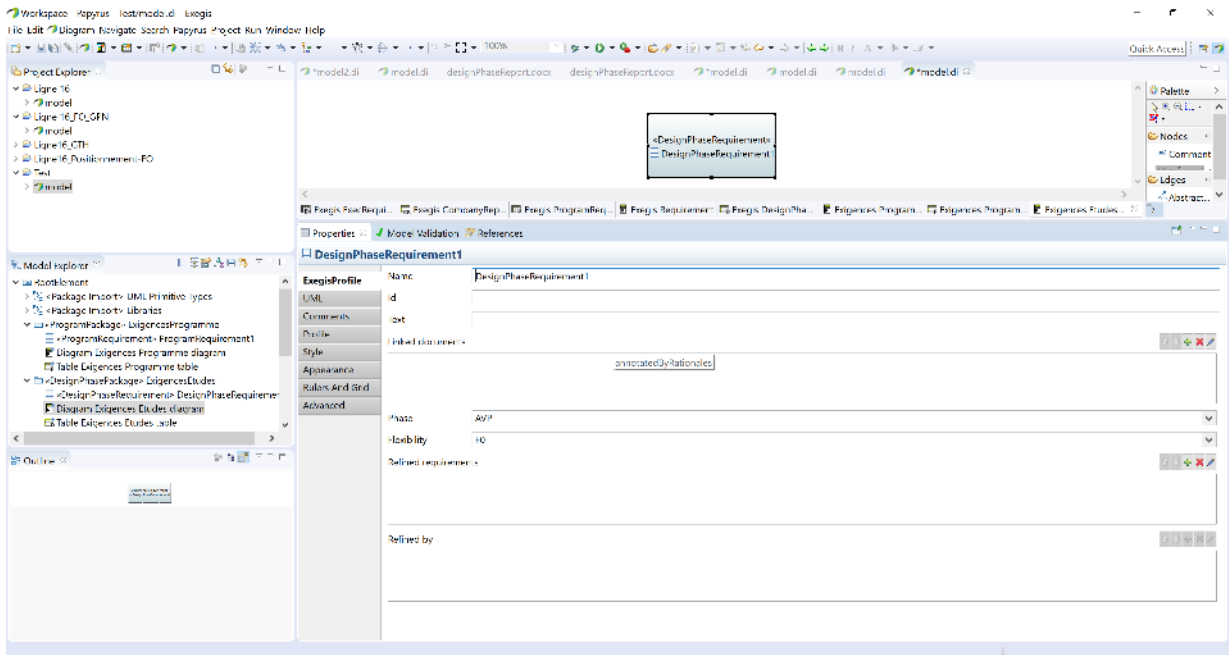 Workspace - Papyrus - Test/model.di - Exegis
File Edit Diagram Navigate Search Papyrus Project Run Window Help
100%
Quick Access
Project Explorer
Ligne 16
model
Ligne 16_FO_GFN
model
Ligne16_GTH
Ligne16_Positionnement-FO
Test
model
*model2.di model.di designPhaseReport.docx designPhaseReport.docx *model.di model.di model.di *model.di
«DesignPhaseRequirement»
DesignPhaseRequirement1
Palette
Nodes
Comment
Edges
Abstract...
Exegis ExecRequi... Exegis CompanyRep... Exegis ProgramReq... Exegis Requirement Exegis DesignPha... Exigences Program... Exigences Program... Exigences Etudes...
Model Explorer
RootElement
<Package Import> UML Primitive Types
<Package Import> Libraries
«ProgramPackage» ExigencesProgramme
«ProgramRequirement» ProgramRequirement1
Diagram Exigences Programme diagram
Table Exigences Programme table
«DesignPhasePackage» ExigencesEtudes
«DesignPhaseRequirement» DesignPhaseRequiremer
Diagram Exigences Etudes diagram
Table Exigences Etudes table
Outline
Properties Model Validation References
DesignPhaseRequirement1
ExegisProfile
UML
Comments
Profile
Style
Appearance
Rulers And Grid
Advanced
Name DesignPhaseRequirement1
Id
Text
Linked documents
annotatedByRationales
Phase AVP
Flexibility F0
Refined requirements
Refined by